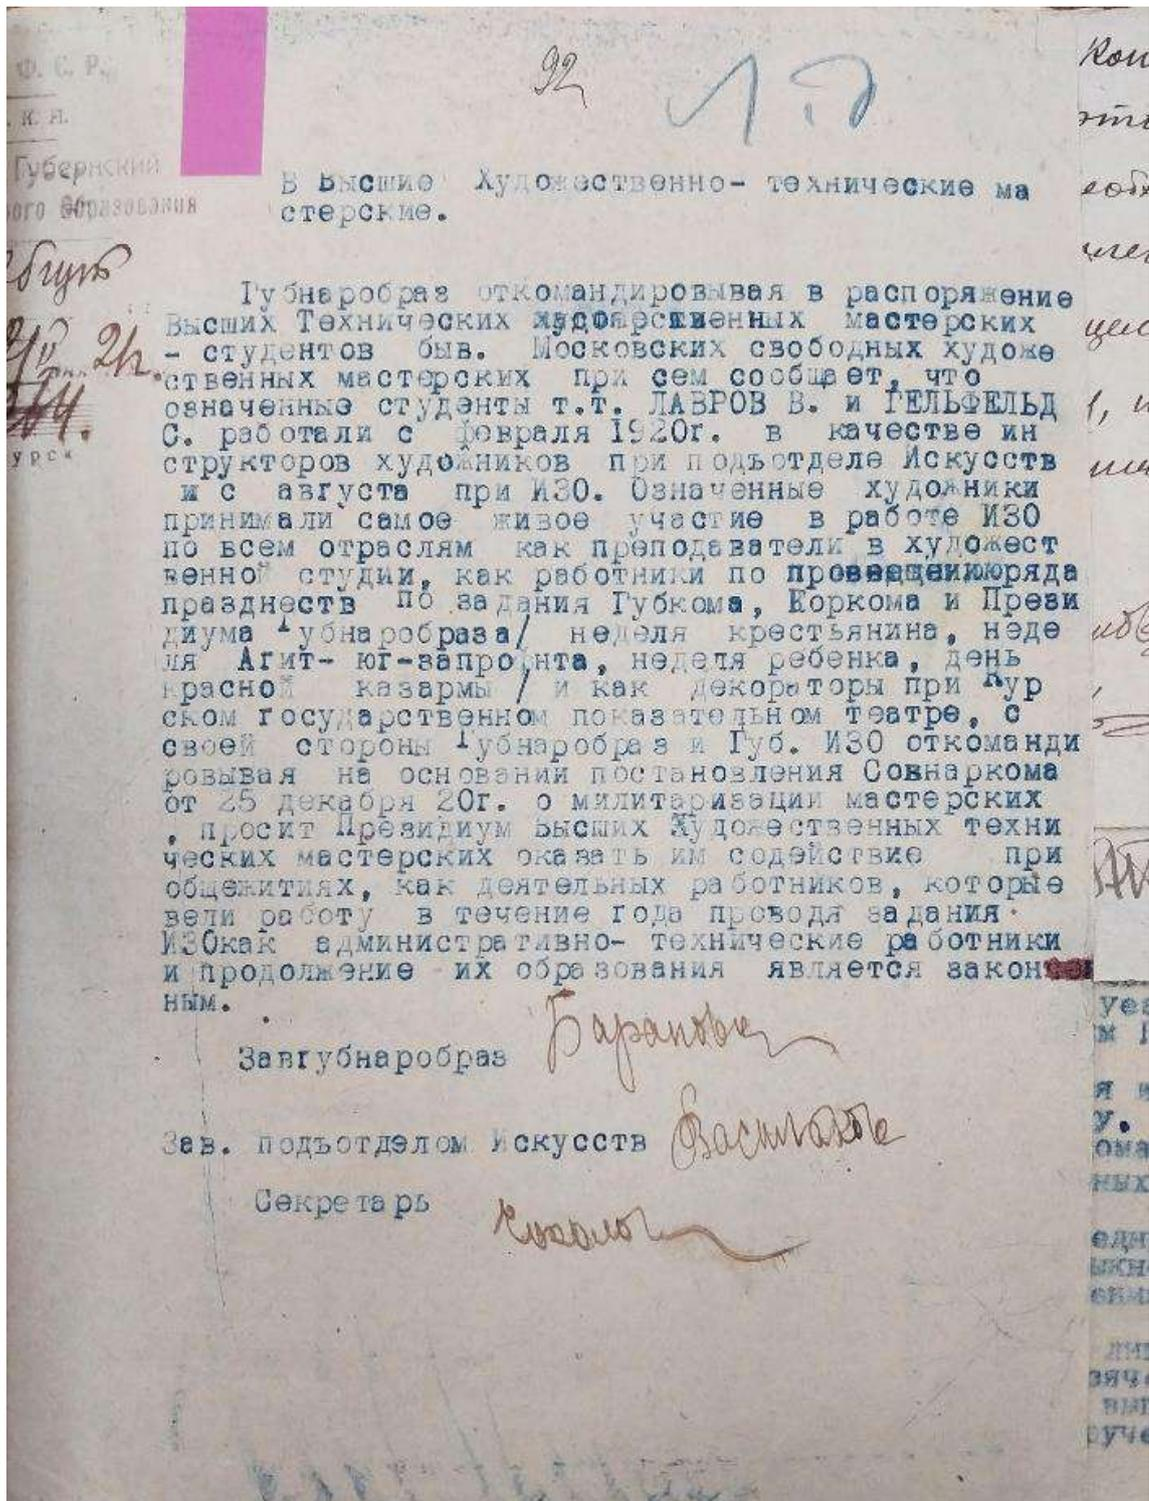 92
Ф. С. Р.
К. П.
Губернский
ого Образования
В Высшие Художественно- технические ма
стерские.
Губнаробраз откомандировывая в распоряжение
Высших Технических мастерских
- студентов быв. Московских свободных художе
21г.
ственных мастерских при сем сообщает, что
означенные студенты т.т. ЛАВРОВ В. и ГЕЛЬФЕЛЬД
С. работали с февраля 1920г. в качестве ин
урск
структоров художников при подъотделе Искусств
и с августа при ИЗО. Означенные художники
принимали самое живое участие в работе ИЗО
по всем отраслям как преподаватели в художест
венной студии, как работники по ряда
празднеств по задания Губкома, Горкома и Прези
диума Губнаробраза/ неделя крестьянина, неде
ля Агит- юг-запрофнта, неделя ребенка, день
красной казармы / и как декораторы при Кур
ском государственном показательном театре, с
своей стороны Губнаробраз и Губ. ИЗО откоманди
ровывая на основании постановления Совнаркома
от 25 декабря 20г. о милитаризации мастерских
, просит Президиум Высших Художественных техни
ческих мастерских оказать им содействие при
общежитиях, как деятельных работников, которые
вели работу в течение года проводя задания
ИЗОкак административно- технические работники
и продолжение их образования является закон
ным.
Завгубнаробраз
Зав. подъотделом Искусств
Секретарь